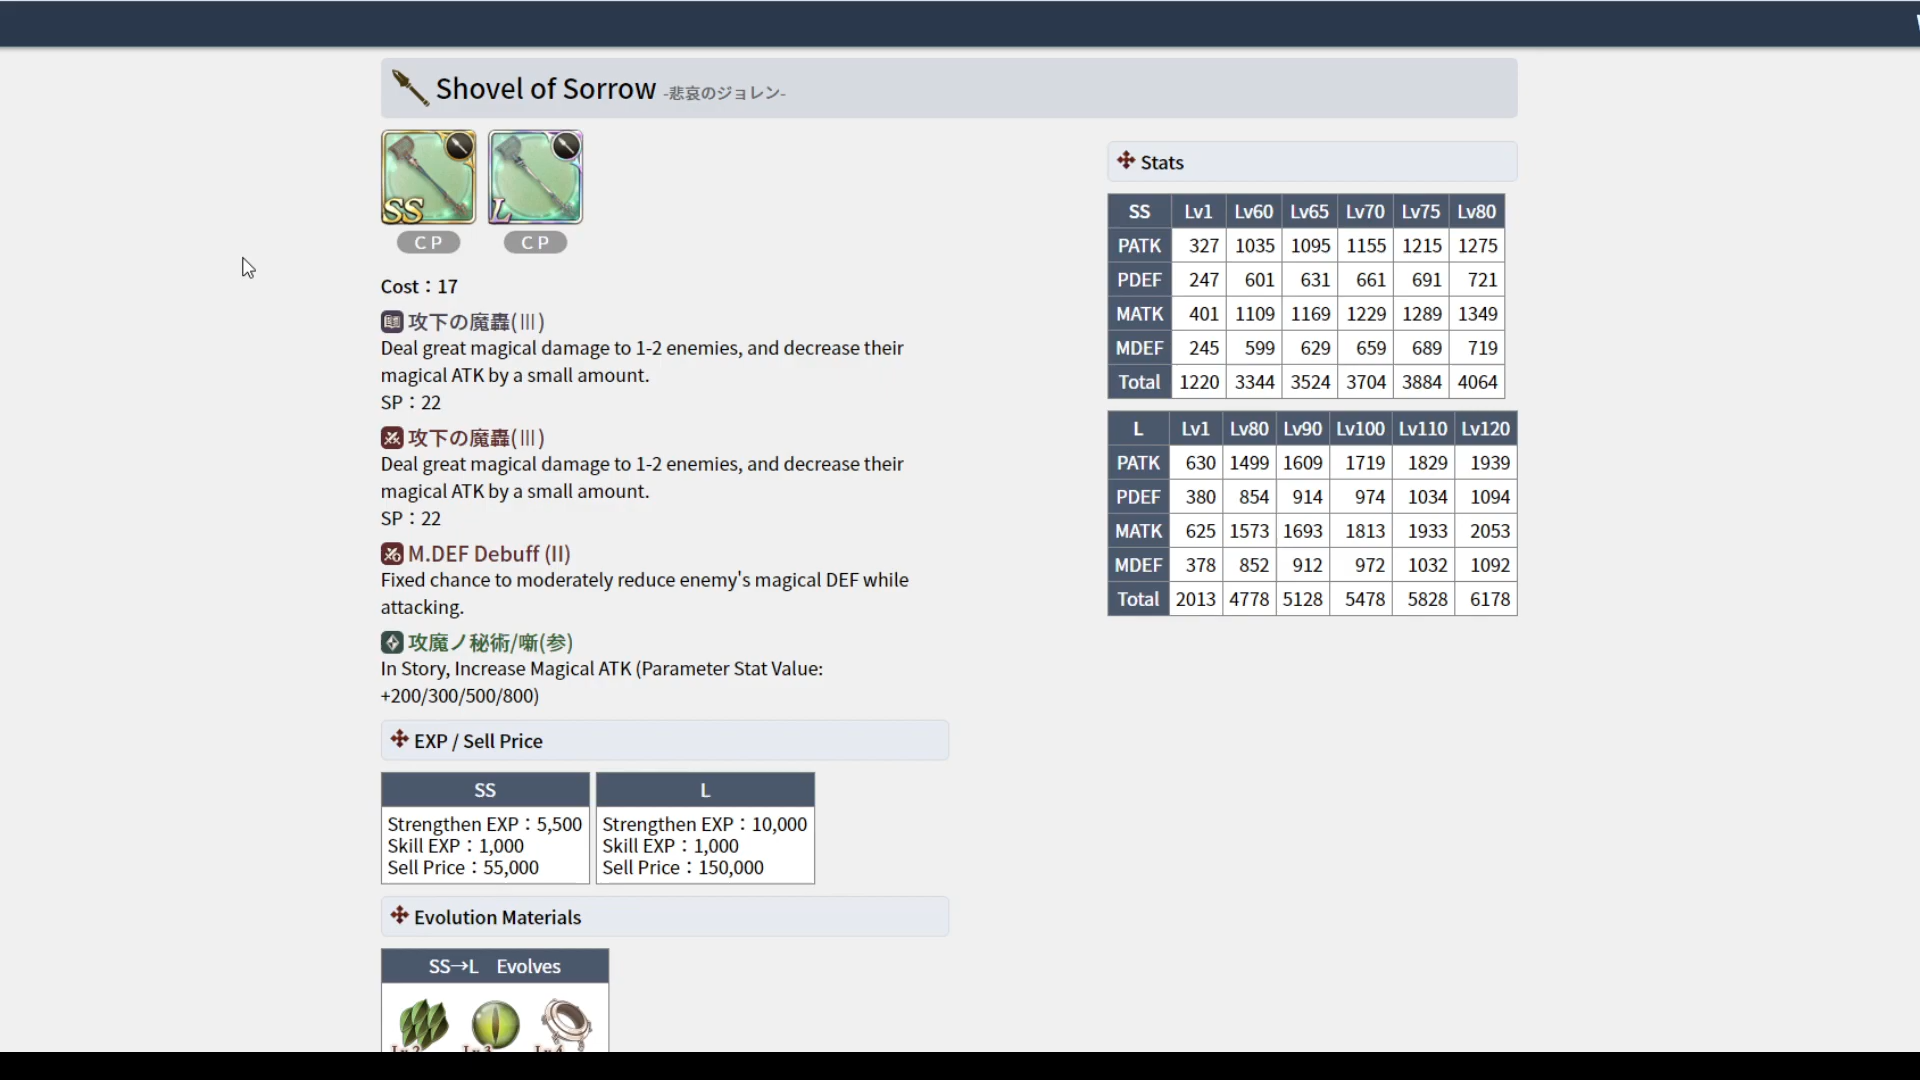 Shovel of Sorrow -悲哀のジョレン-
SS
L
CP
CP
Cost：17
攻下の魔轟(Ⅲ)
Deal great magical damage to 1-2 enemies, and decrease their
magical ATK by a small amount.
SP：22
攻下の魔轟(Ⅲ)
Deal great magical damage to 1-2 enemies, and decrease their
magical ATK by a small amount.
SP：22
M.DEF Debuff (II)
Fixed chance to moderately reduce enemy's magical DEF while
attacking.
攻魔ノ秘術/噺(参)
In Story, Increase Magical ATK (Parameter Stat Value:
+200/300/500/800)
EXP / Sell Price
SS L
Strengthen EXP：5,500
Skill EXP：1,000
Sell Price：55,000
Strengthen EXP：10,000
Skill EXP：1,000
Sell Price：150,000
Evolution Materials
SS→L Evolves
Stats
SS Lv1 Lv60 Lv65 Lv70 Lv75 Lv80
PATK 327 1035 1095 1155 1215 1275
PDEF 247 601 631 661 691 721
MATK 401 1109 1169 1229 1289 1349
MDEF 245 599 629 659 689 719
Total 1220 3344 3524 3704 3884 4064
L Lv1 Lv80 Lv90 Lv100 Lv110 Lv120
PATK 630 1499 1609 1719 1829 1939
PDEF 380 854 914 974 1034 1094
MATK 625 1573 1693 1813 1933 2053
MDEF 378 852 912 972 1032 1092
Total 2013 4778 5128 5478 5828 6178